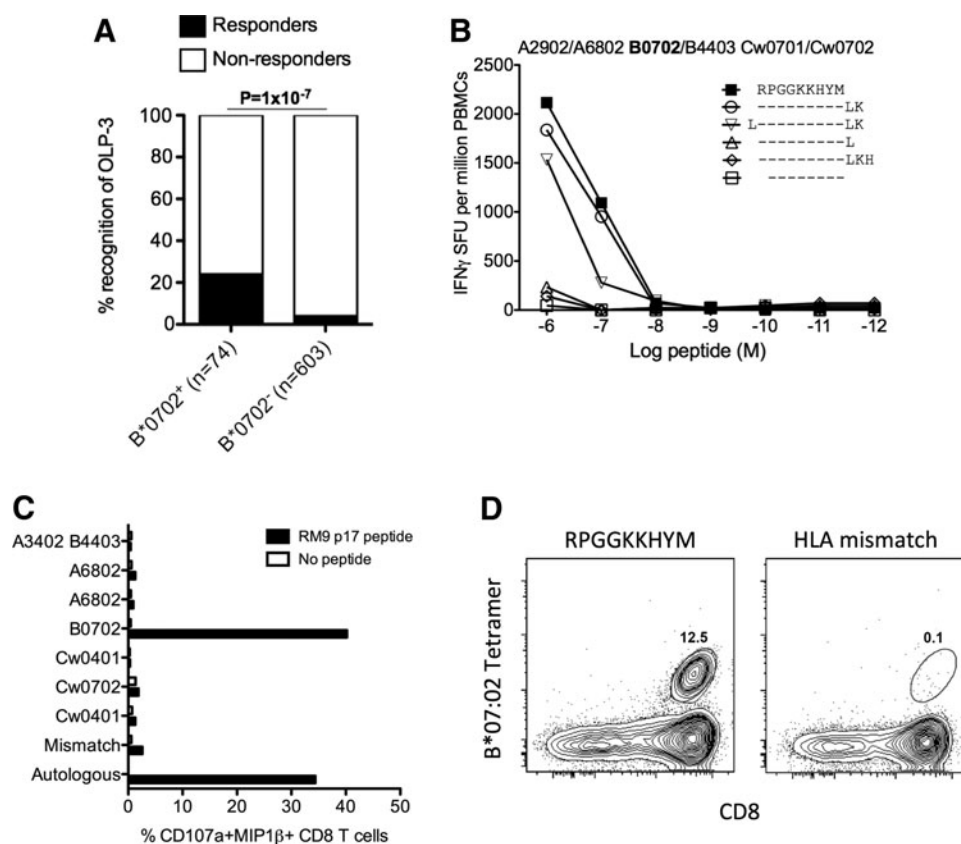 A
Responders
Non-responders
P=1x10-7
100
80
60
40
20
0
% recognition of OLP-3
B*0702+ (n=74)
B*0702- (n=603)
B
A2902/A6802 B0702/B4403 Cw0701/Cw0702
2500
2000
1500
1000
500
0
IFNγ SFU per million PBMCs
RPGGKKHYM
---------LK
L---------LK
---------L
---------LKH
--------
-6 -7 -8 -9 -10 -11 -12
Log peptide (M)
C
RM9 p17 peptide
No peptide
A3402 B4403
A6802
A6802
B0702
Cw0401
Cw0702
Cw0401
Mismatch
Autologous
0 10 20 30 40 50
% CD107a+MIP1β+ CD8 T cells
D
RPGGKKHYM
HLA mismatch
B*07:02 Tetramer
12.5
0.1
CD8